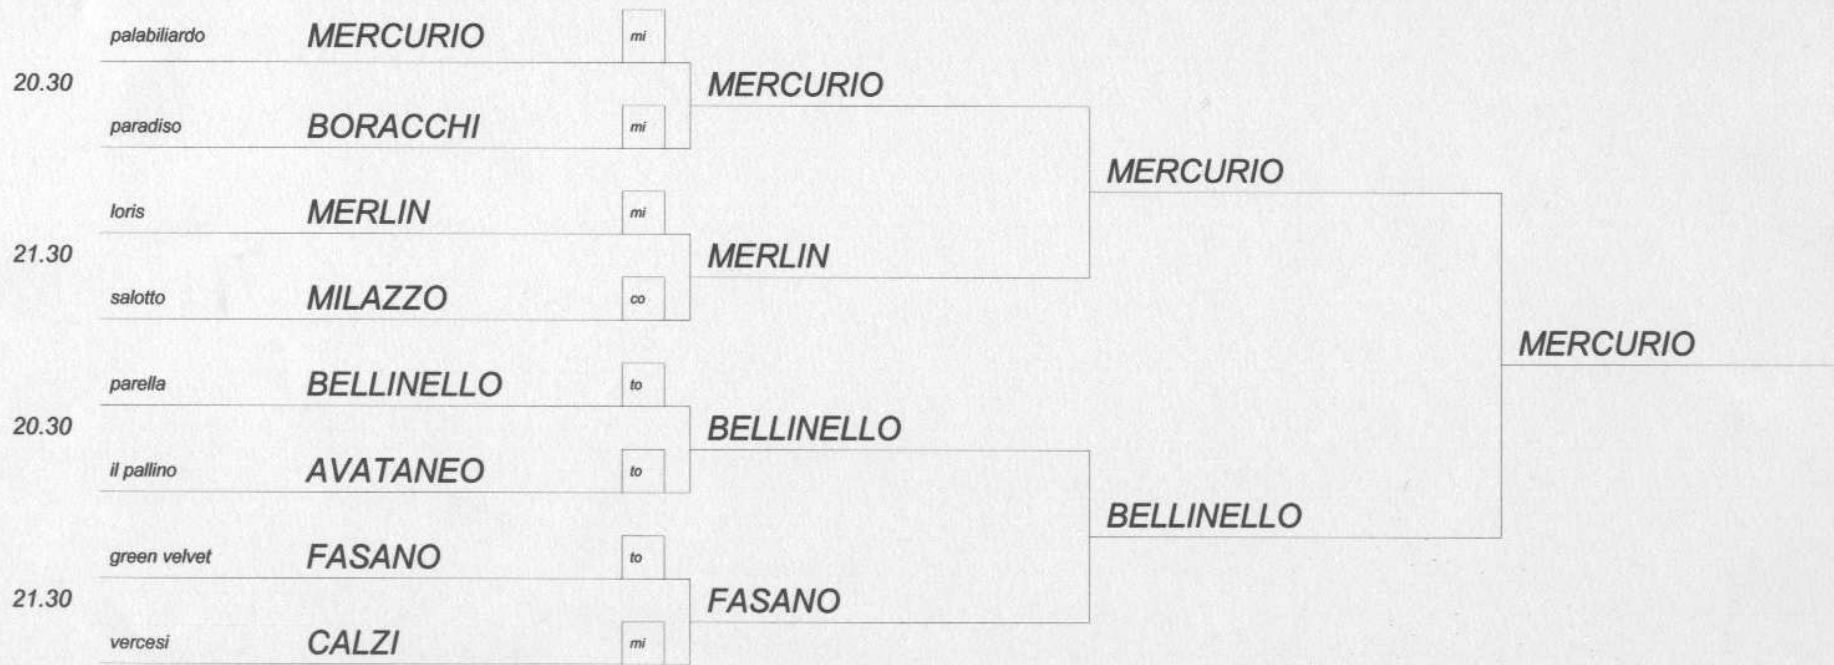 palabiliardo MERCURIO mi
20.30
MERCURIO
paradiso BORACCHI mi
MERCURIO
loris MERLIN mi
21.30
MERLIN
salotto MILAZZO co
MERCURIO
parella BELLINELLO to
20.30
BELLINELLO
il pallino AVATANEO to
BELLINELLO
green velvet FASANO to
21.30
FASANO
vercesi CALZI mi